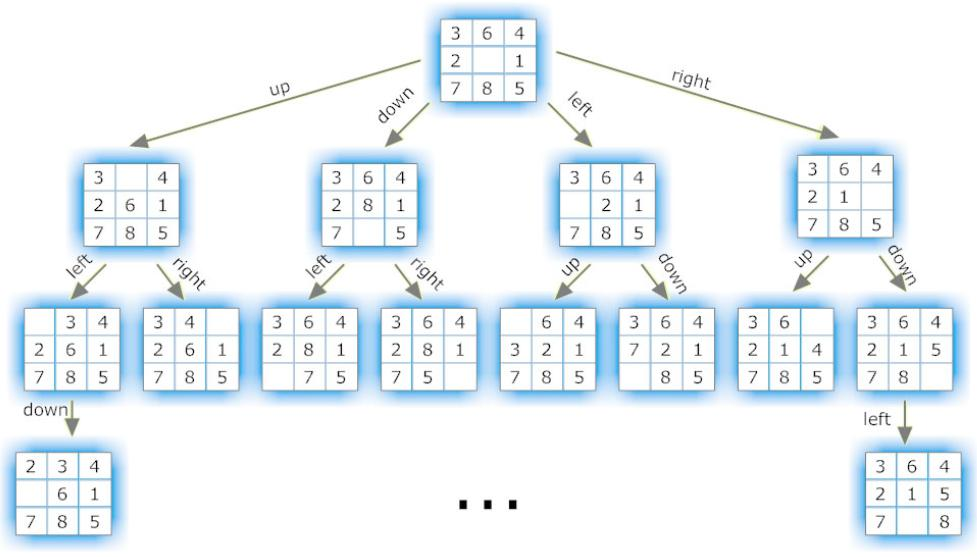 3 6 4
2 1
7 8 5
up
down
left
right
3 4
2 6 1
7 8 5
3 6 4
2 8 1
7 5
3 6 4
2 1
7 8 5
3 6 4
2 1
7 8 5
left
right
left
right
up
down
up
down
3 4
2 6 1
7 8 5
3 4
2 6 1
7 8 5
3 6 4
2 8 1
7 5
3 6 4
2 8 1
7 5
6 4
3 2 1
7 8 5
3 6 4
7 2 1
8 5
3 6
2 1 4
7 8 5
3 6 4
2 1 5
7 8
down
left
2 3 4
6 1
7 8 5
...
3 6 4
2 1 5
7 8